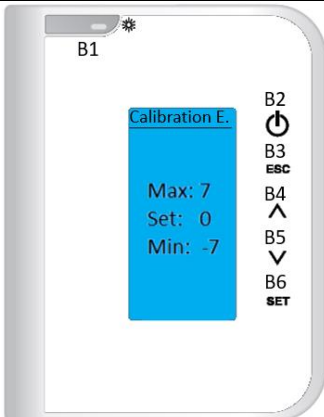 B1
Calibration E.
Max: 7
Set: 0
Min: -7
B2
B3
ESC
B4
B5
B6
SET